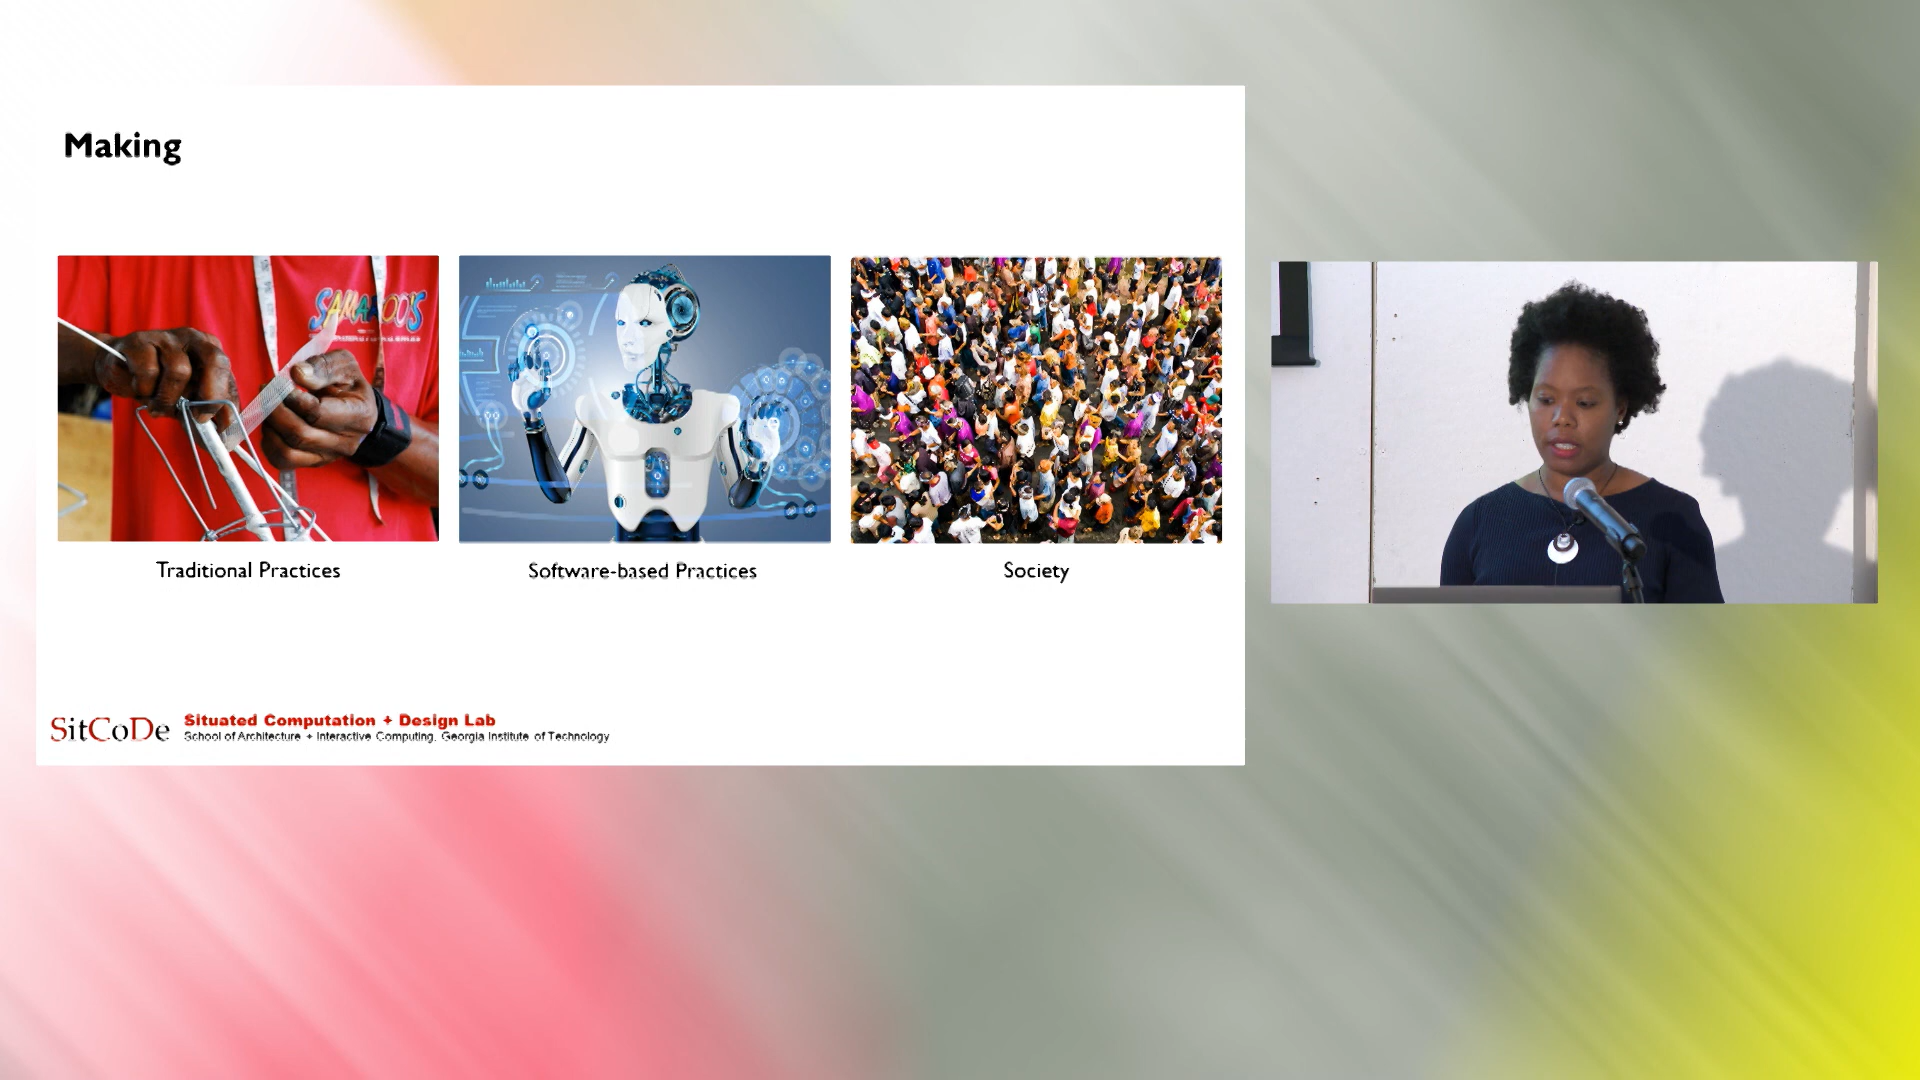 Making
Traditional Practices
Software-based Practices
Society
SitCoDe
Situated Computation + Design Lab
School of Architecture + Interactive Computing, Georgia Institute of Technology